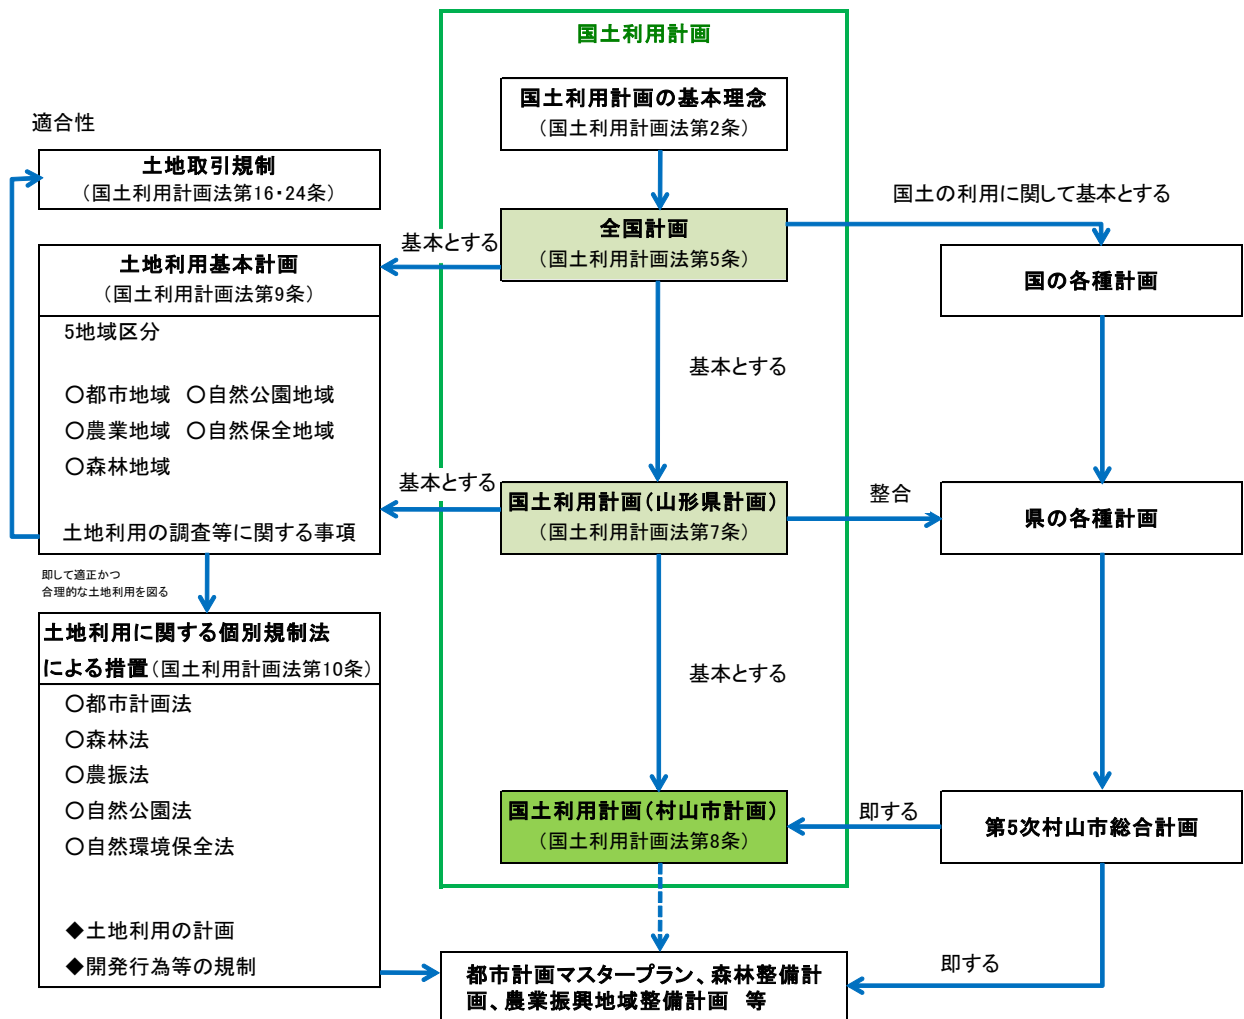 国土利用計画
国土利用計画の基本理念
（国土利用計画法第2条）
適合性
土地取引規制
（国土利用計画法第16・24条）
国土の利用に関して基本とする
全国計画
（国土利用計画法第5条）
基本とする
土地利用基本計画
（国土利用計画法第9条）
国の各種計画
5地域区分
○都市地域　○自然公園地域
○農業地域　○自然保全地域
○森林地域
土地利用の調査等に関する事項
基本とする
基本とする
国土利用計画（山形県計画）
（国土利用計画法第7条）
整合
県の各種計画
即して適正かつ
合理的な土地利用を図る
土地利用に関する個別規制法
による措置（国土利用計画法第10条）
○都市計画法
○森林法
○農振法
○自然公園法
○自然環境保全法
◆土地利用の計画
◆開発行為等の規制
基本とする
国土利用計画（村山市計画）
（国土利用計画法第8条）
即する
第5次村山市総合計画
都市計画マスタープラン、森林整備計
画、農業振興地域整備計画　等
即する